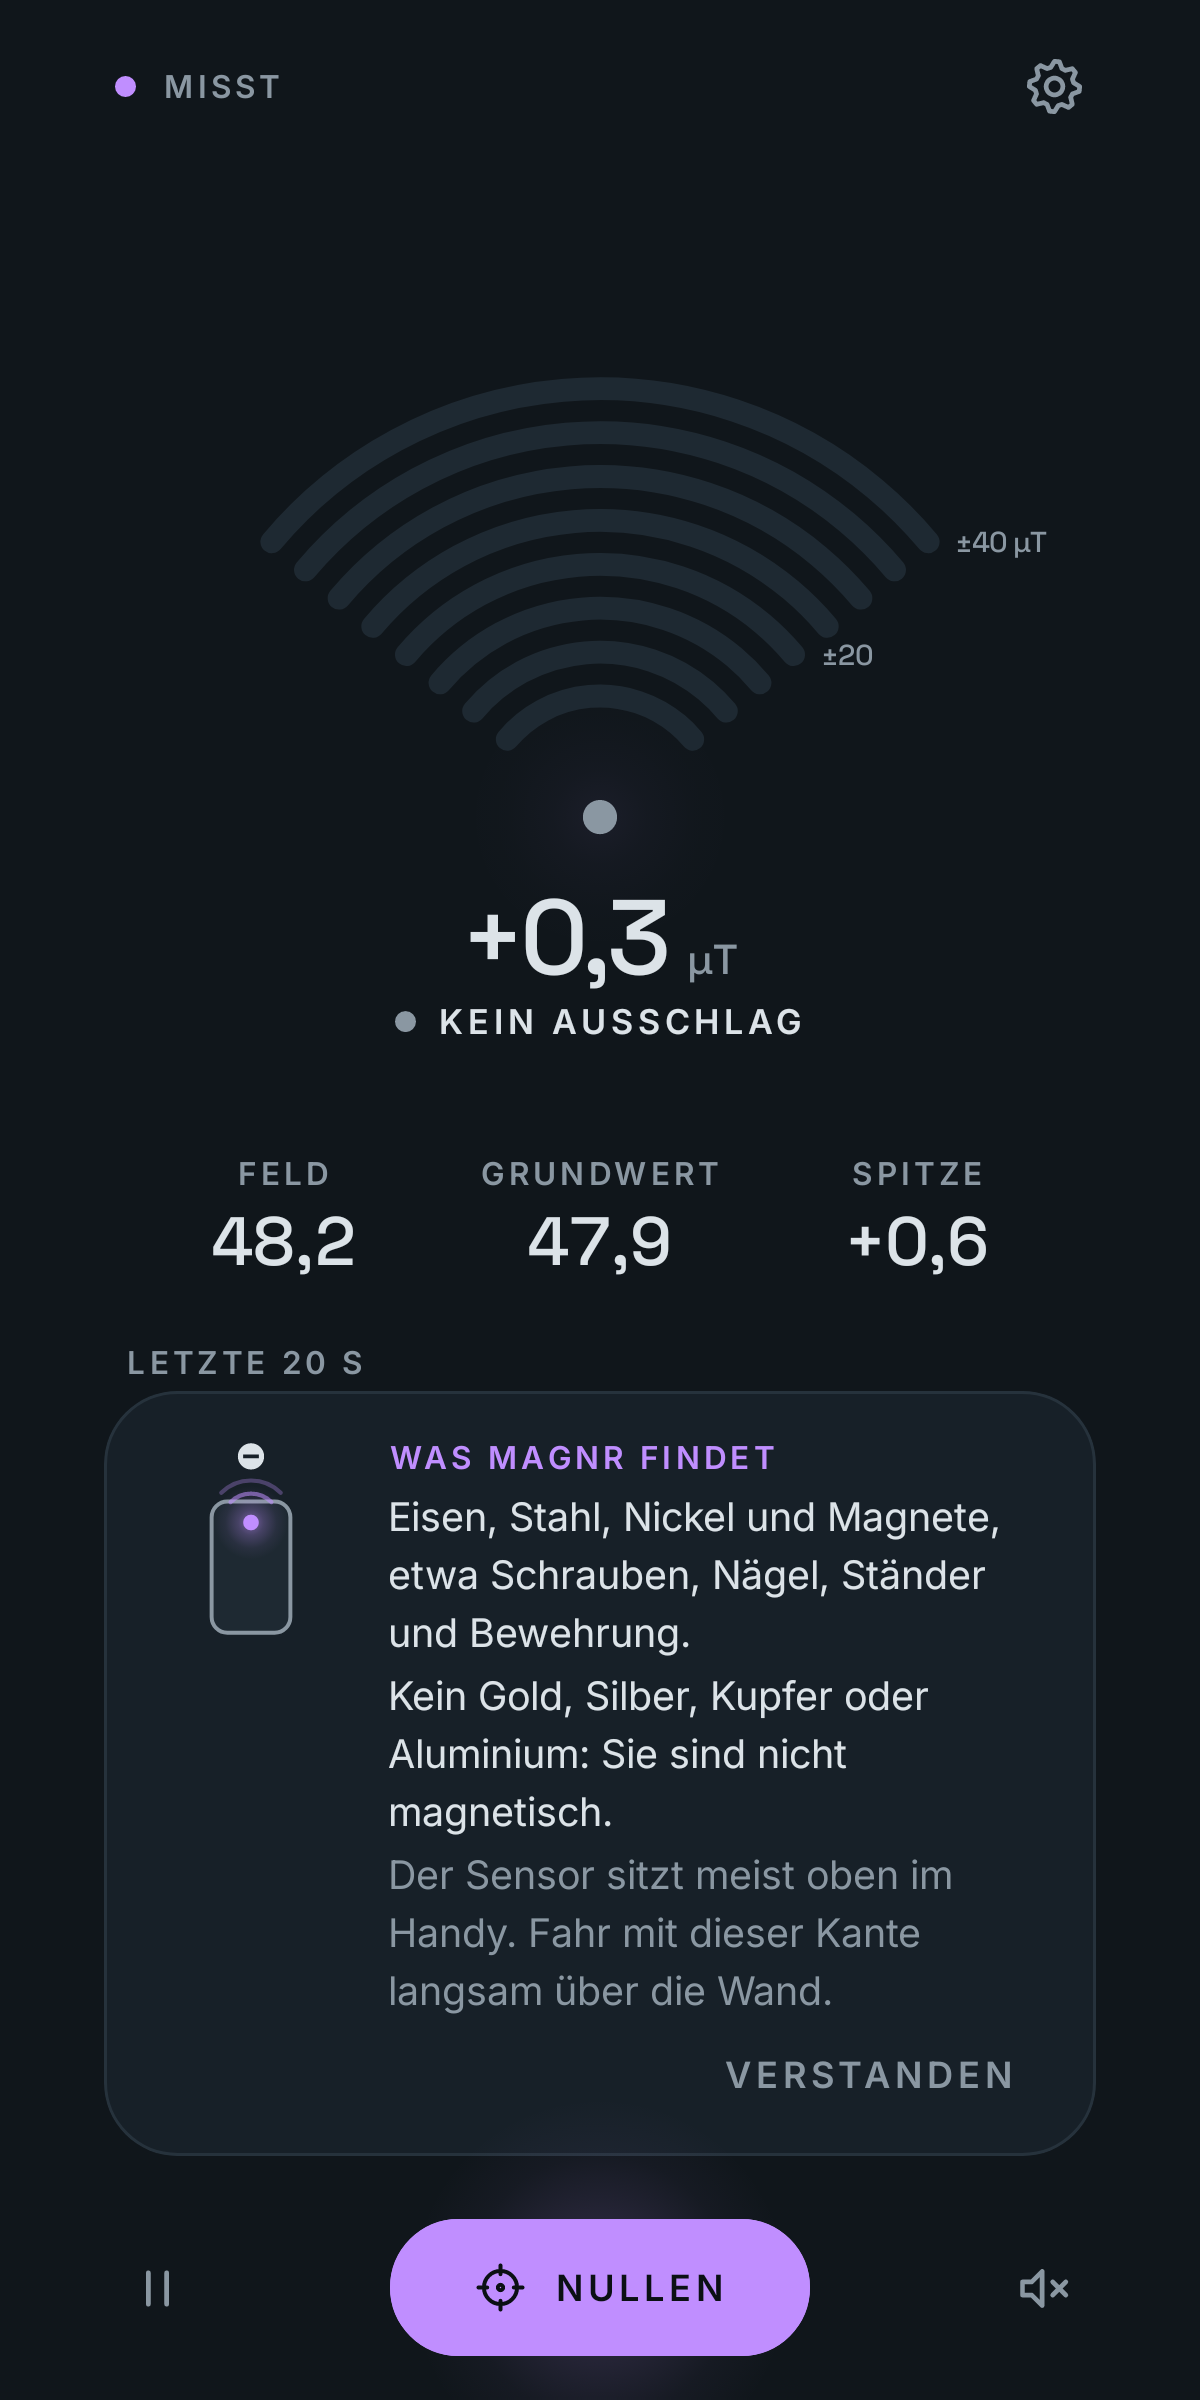 MISST
±40 µT
±20
+0,3 µT
KEIN AUSSCHLAG
FELD GRUNDWERT SPITZE
48,2 47,9 +0,6
LETZTE 20 S
WAS MAGNR FINDET
Eisen, Stahl, Nickel und Magnete,
etwa Schrauben, Nägel, Ständer
und Bewehrung.
Kein Gold, Silber, Kupfer oder
Aluminium: Sie sind nicht
magnetisch.
Der Sensor sitzt meist oben im
Handy. Fahr mit dieser Kante
langsam über die Wand.
VERSTANDEN
NULLEN